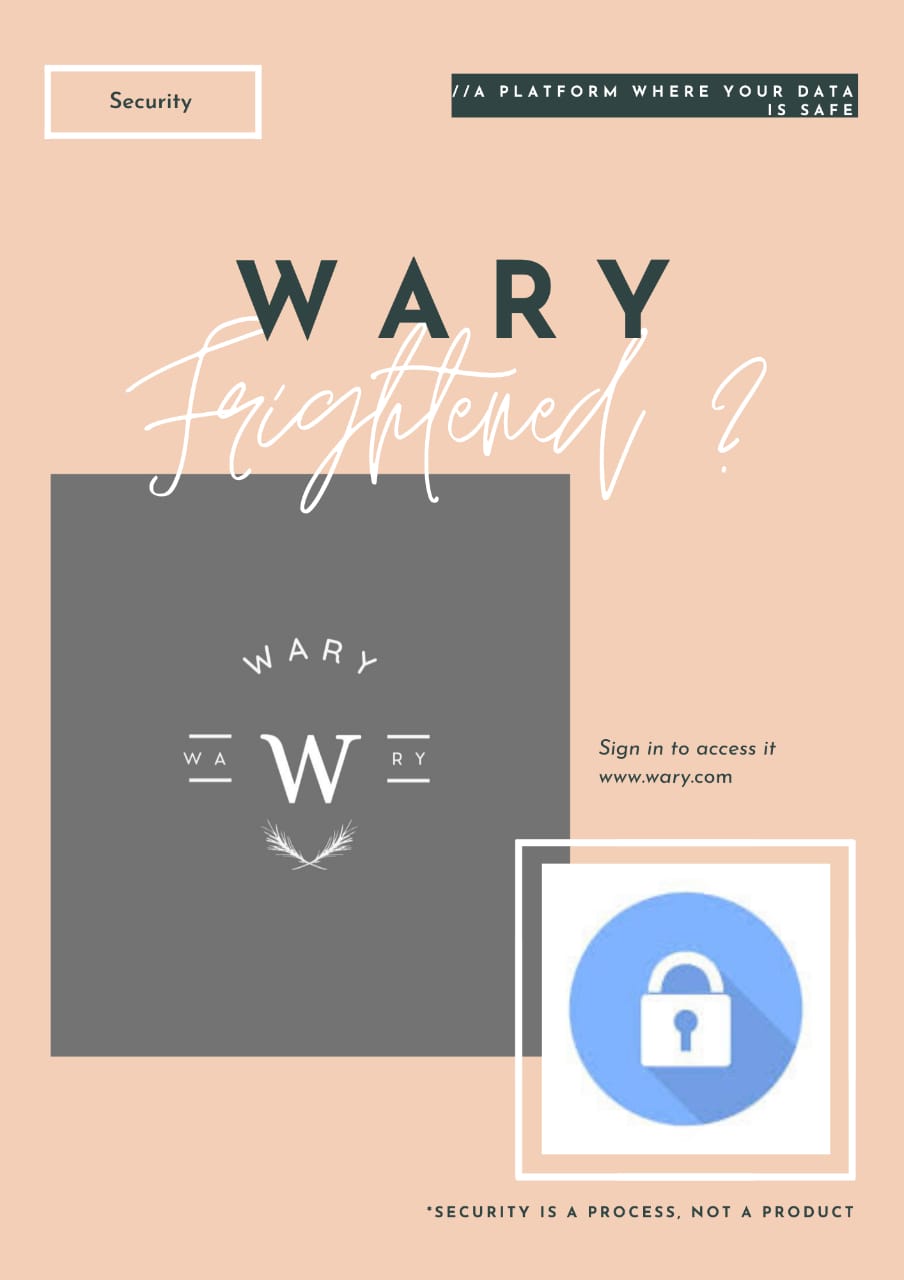 Security
//A PLATFORM WHERE YOUR DATA
IS SAFE
WARY
Frightened ?
WARY
WA W RY
Sign in to access it
www.wary.com
*SECURITY IS A PROCESS, NOT A PRODUCT